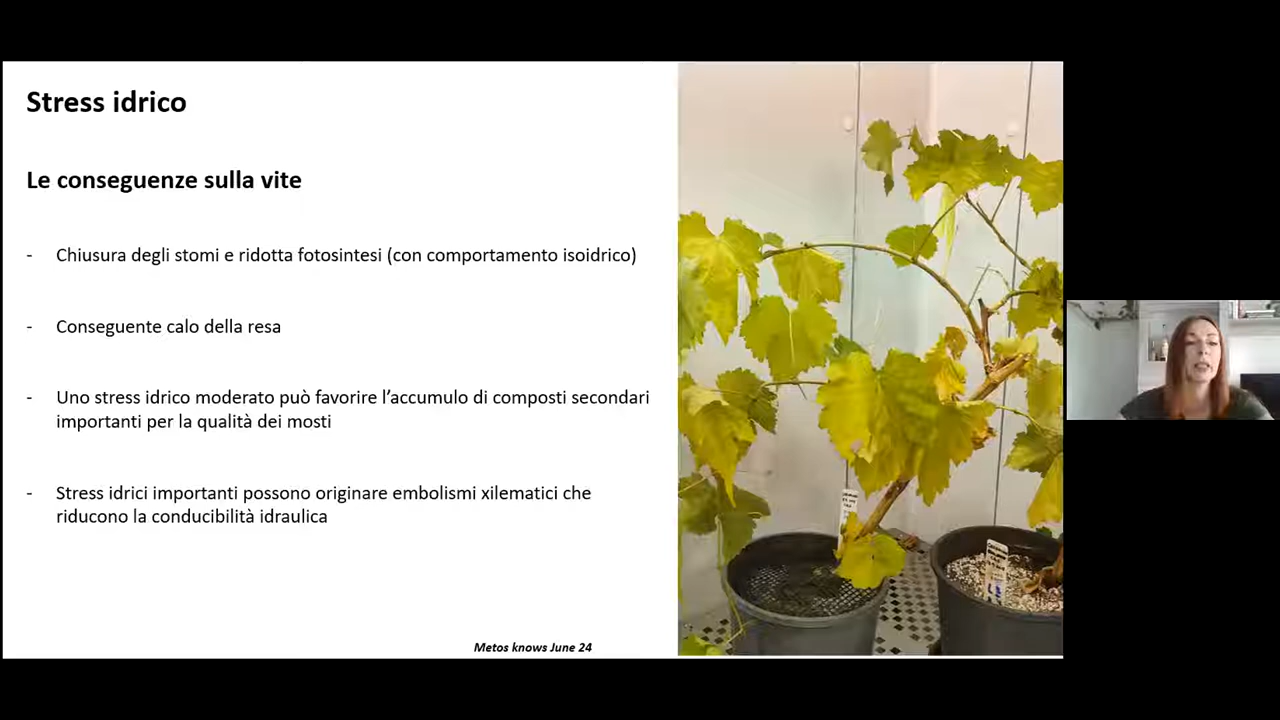 Stress idrico
Le conseguenze sulla vite
- Chiusura degli stomi e ridotta fotosintesi (con comportamento isoidrico)
- Conseguente calo della resa
- Uno stress idrico moderato può favorire l’accumulo di composti secondari
importanti per la qualità dei mosti
- Stress idrici importanti possono originare embolismi xilematici che
riducono la conducibilità idraulica
Metos knows June 24